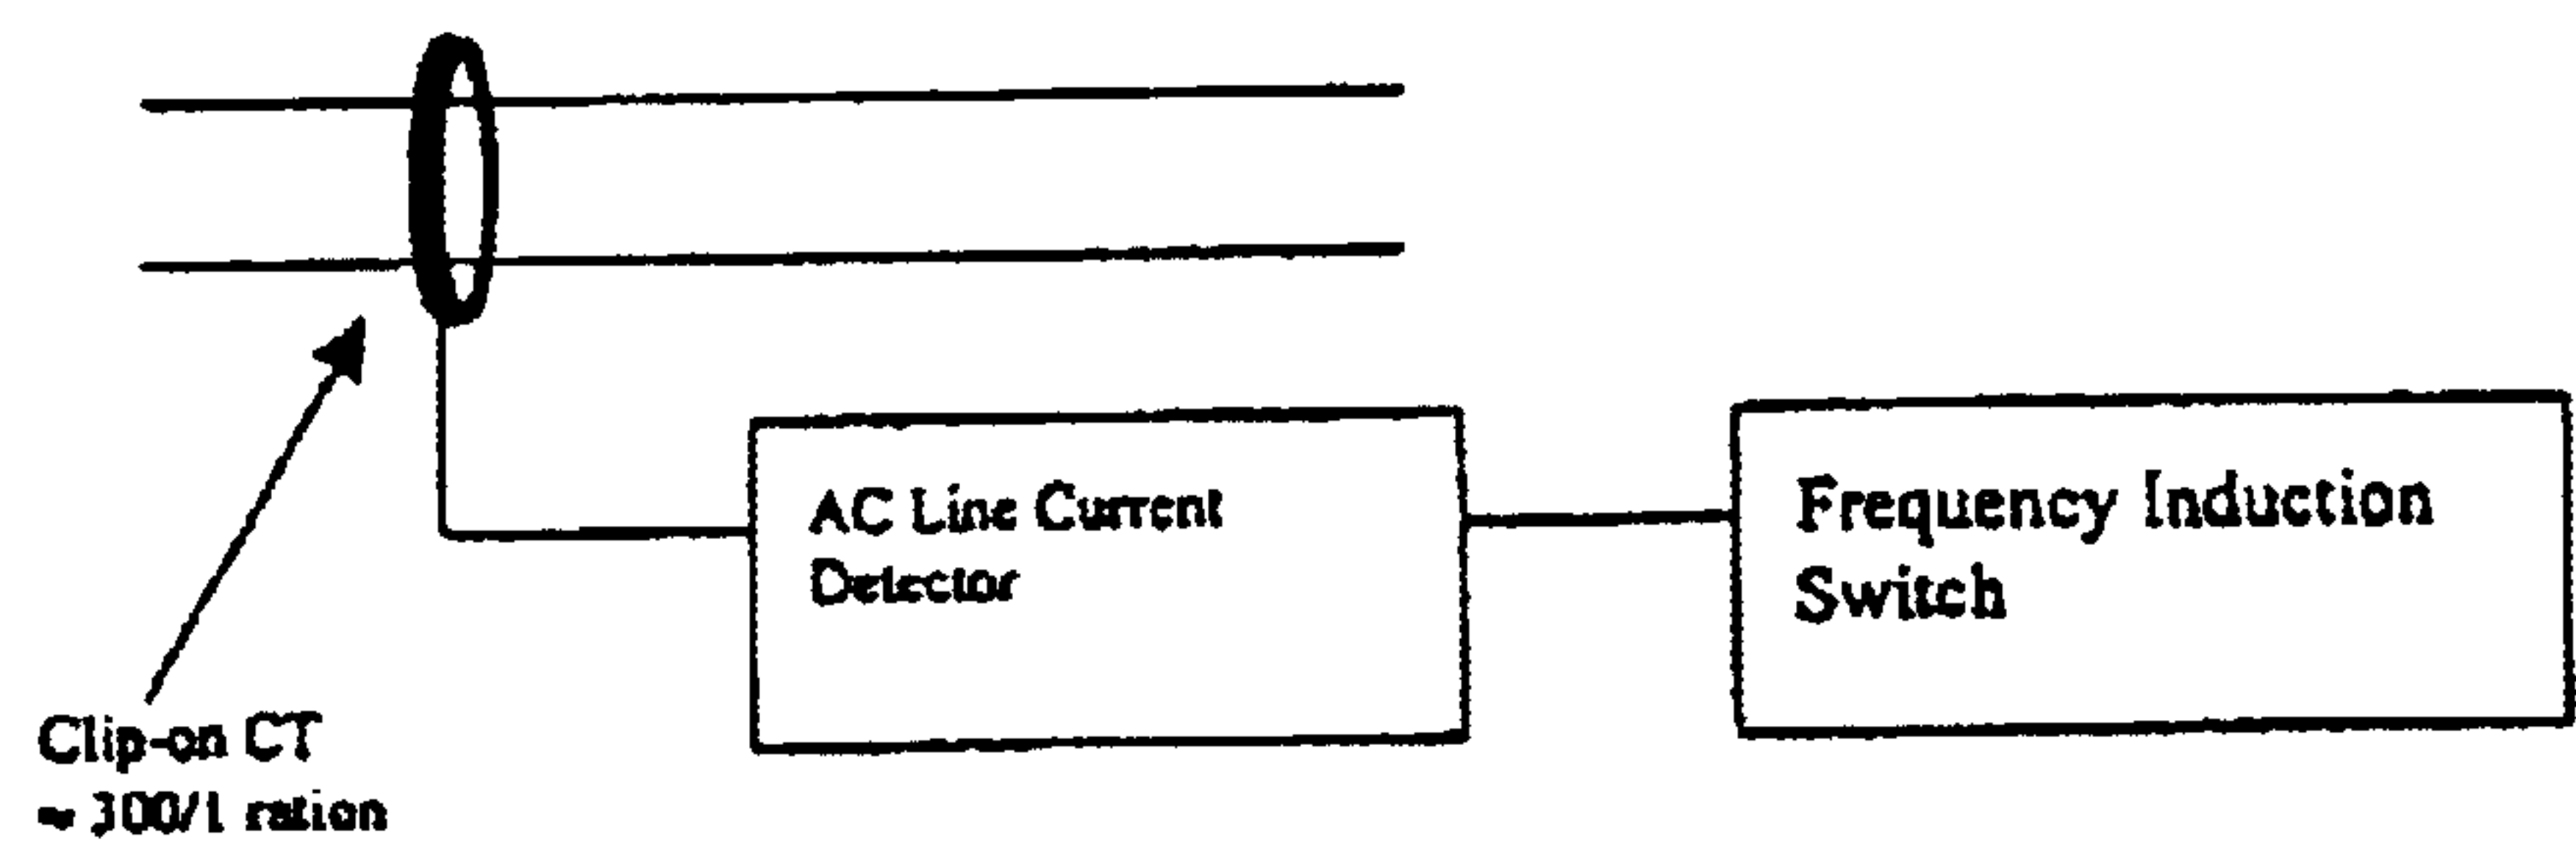 AC Line Current
Detector
Frequency Induction
Switch
Clip-on CT
≈ 300/1 ration